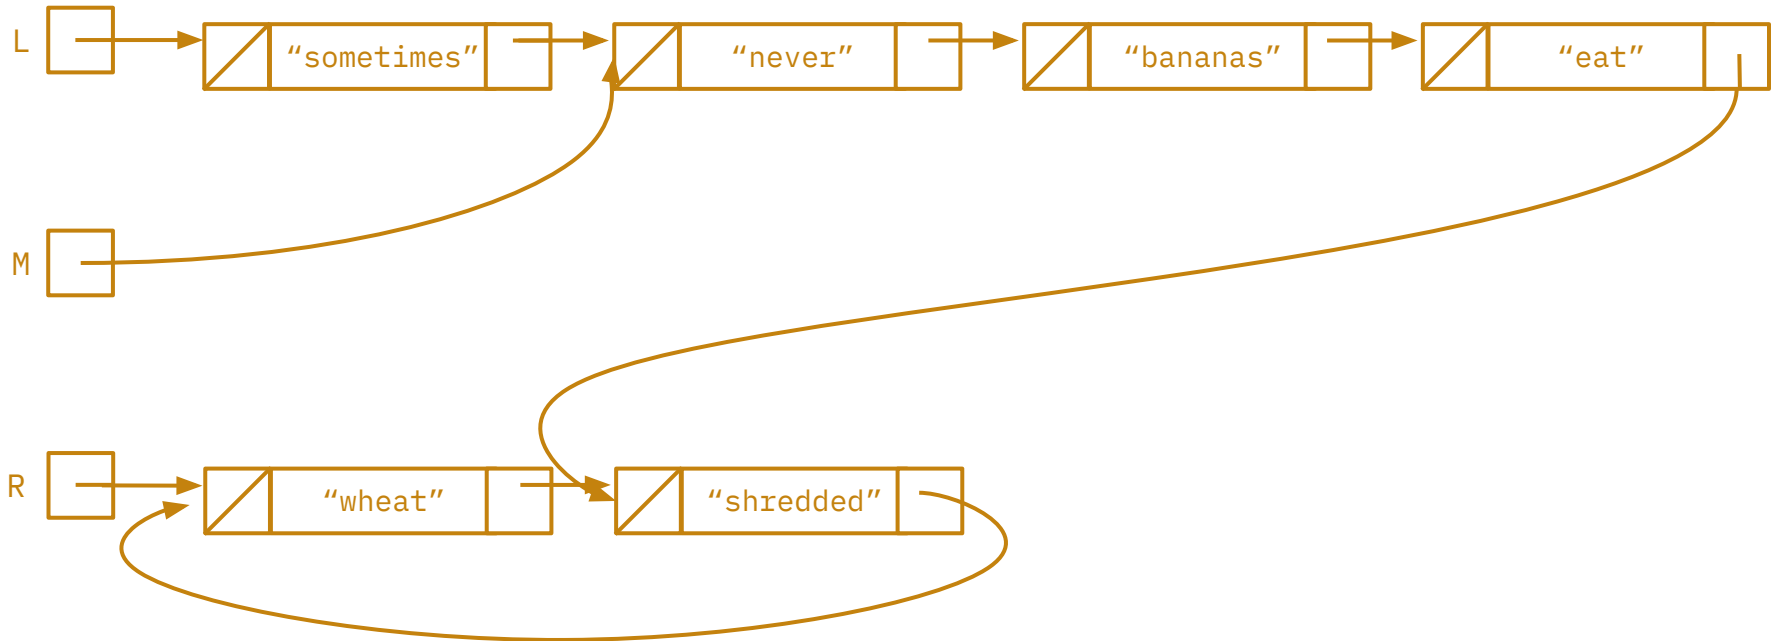 L “sometimes” “never” “bananas” “eat”
M
R “wheat” “shredded”